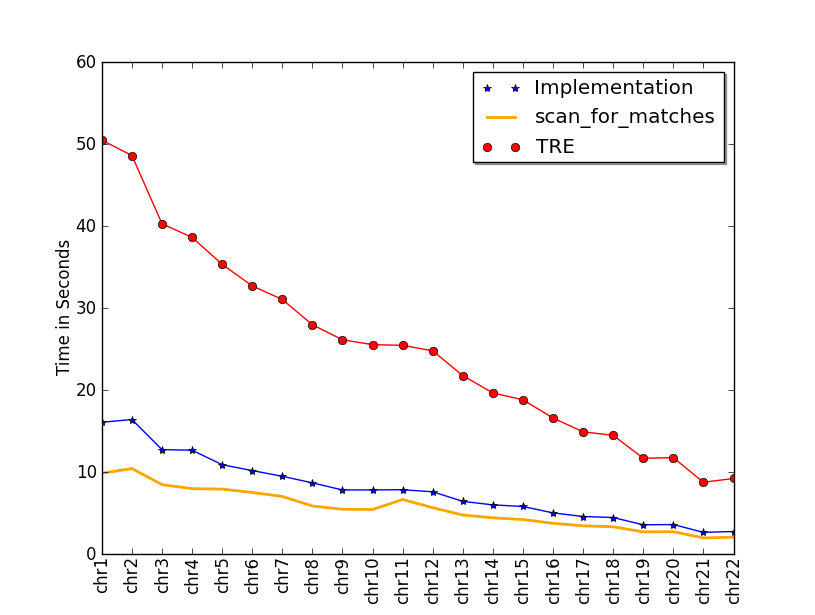 60
50
40
30
20
10
0
Time in Seconds
Implementation
scan_for_matches
TRE
chr1
chr2
chr3
chr4
chr5
chr6
chr7
chr8
chr9
chr10
chr11
chr12
chr13
chr14
chr15
chr16
chr17
chr18
chr19
chr20
chr21
chr22